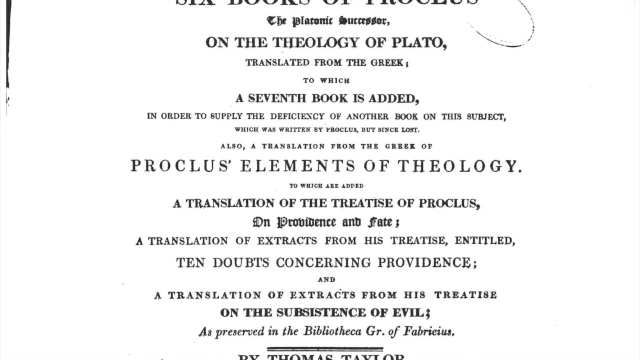 SIX BOOKS OF PROCLUS
The Platonic Successor,
ON THE THEOLOGY OF PLATO,
TRANSLATED FROM THE GREEK;
TO WHICH
A SEVENTH BOOK IS ADDED,
IN ORDER TO SUPPLY THE DEFICIENCY OF ANOTHER BOOK ON THIS SUBJECT,
WHICH WAS WRITTEN BY PROCLUS, BUT SINCE LOST.
ALSO, A TRANSLATION FROM THE GREEK OF
PROCLUS' ELEMENTS OF THEOLOGY.
TO WHICH ARE ADDED
A TRANSLATION OF THE TREATISE OF PROCLUS,
On Providence and Fate;
A TRANSLATION OF EXTRACTS FROM HIS TREATISE, ENTITLED,
TEN DOUBTS CONCERNING PROVIDENCE;
AND
A TRANSLATION OF EXTRACTS FROM HIS TREATISE
ON THE SUBSISTENCE OF EVIL;
As preserved in the Bibliotheca Gr. of Fabricius.
BY THOMAS TAYLOR